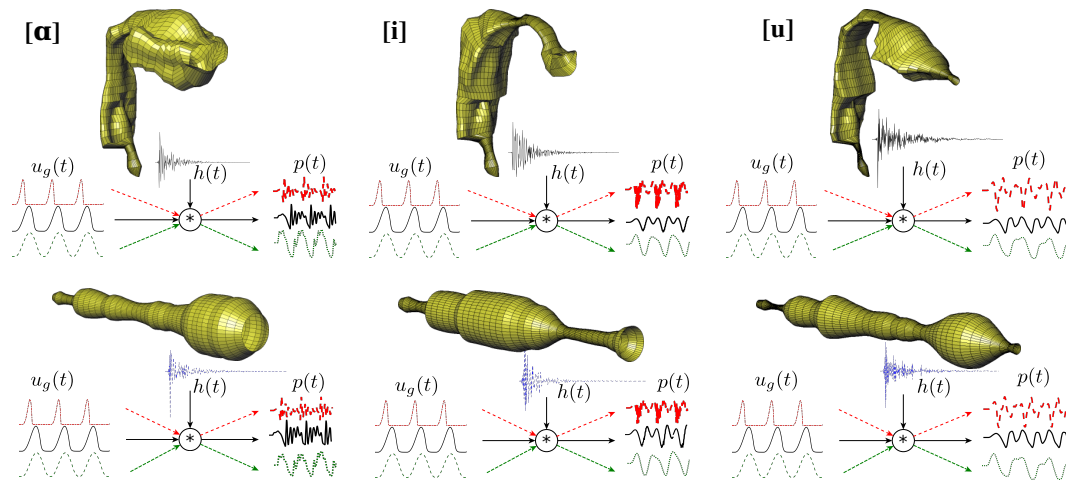 [ɑ]
[i]
[u]
u_g(t)
h(t)
p(t)
*
u_g(t)
h(t)
p(t)
*
u_g(t)
h(t)
p(t)
*
u_g(t)
h(t)
p(t)
*
u_g(t)
h(t)
p(t)
*
u_g(t)
h(t)
p(t)
*